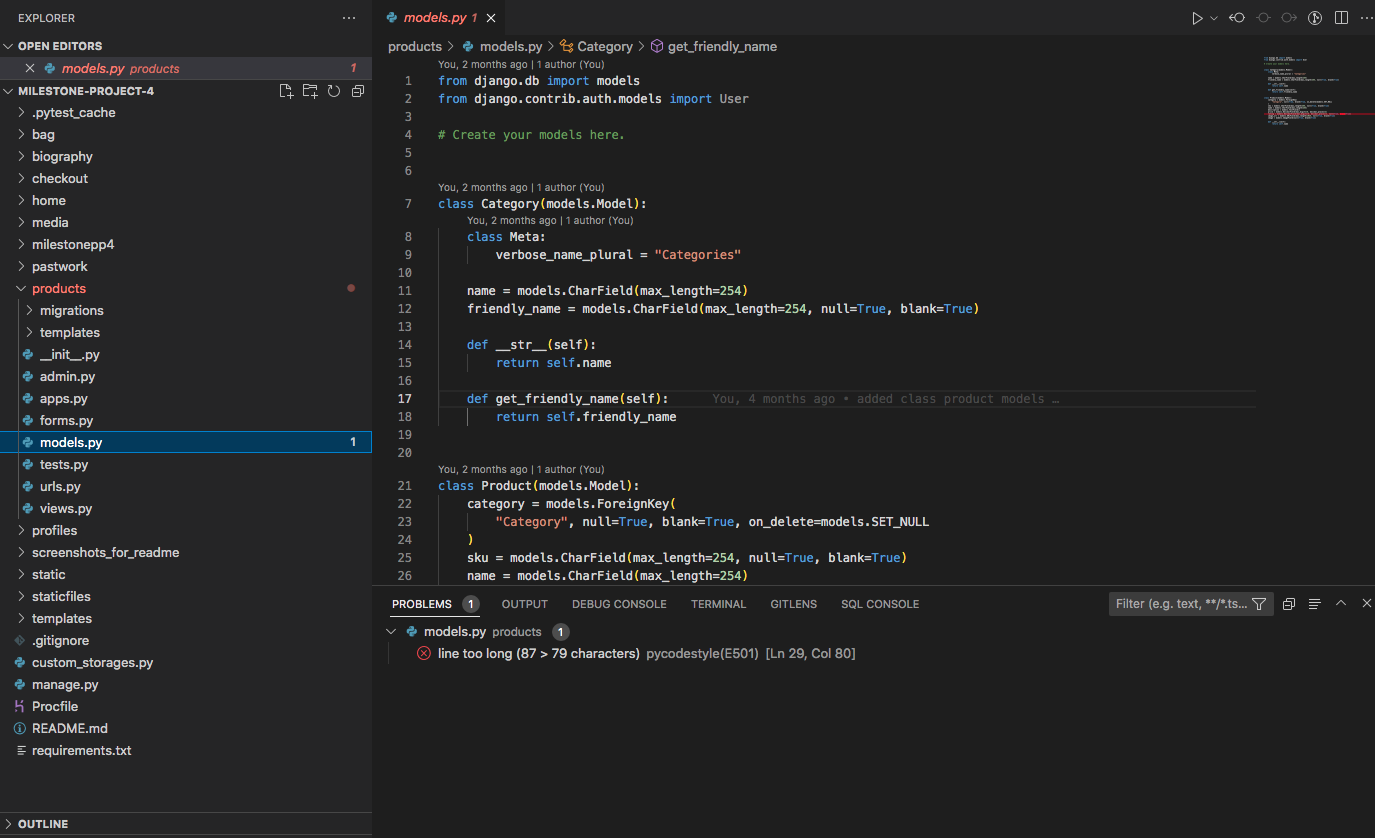 EXPLORER
OPEN EDITORS
models.py products 1
MILESTONE-PROJECT-4
.pytest_cache
bag
biography
checkout
home
media
milestonepp4
pastwork
products
migrations
templates
__init__.py
admin.py
apps.py
forms.py
models.py 1
tests.py
urls.py
views.py
profiles
screenshots_for_readme
static
staticfiles
templates
.gitignore
custom_storages.py
manage.py
Procfile
README.md
requirements.txt
OUTLINE
models.py 1
products > models.py > Category > get_friendly_name
You, 2 months ago | 1 author (You)
1 from django.db import models
2 from django.contrib.auth.models import User
3
4 # Create your models here.
5
6
You, 2 months ago | 1 author (You)
7 class Category(models.Model):
You, 2 months ago | 1 author (You)
8 class Meta:
9 verbose_name_plural = "Categories"
10
11 name = models.CharField(max_length=254)
12 friendly_name = models.CharField(max_length=254, null=True, blank=True)
13
14 def __str__(self):
15 return self.name
16
17 def get_friendly_name(self): You, 4 months ago • added class product models …
18 return self.friendly_name
19
20
You, 2 months ago | 1 author (You)
21 class Product(models.Model):
22 category = models.ForeignKey(
23 "Category", null=True, blank=True, on_delete=models.SET_NULL
24 )
25 sku = models.CharField(max_length=254, null=True, blank=True)
26 name = models.CharField(max_length=254)
PROBLEMS 1 OUTPUT DEBUG CONSOLE TERMINAL GITLENS SQL CONSOLE Filter (e.g. text, **/*.ts...
models.py products 1
line too long (87 > 79 characters) pycodestyle(E501) [Ln 29, Col 80]